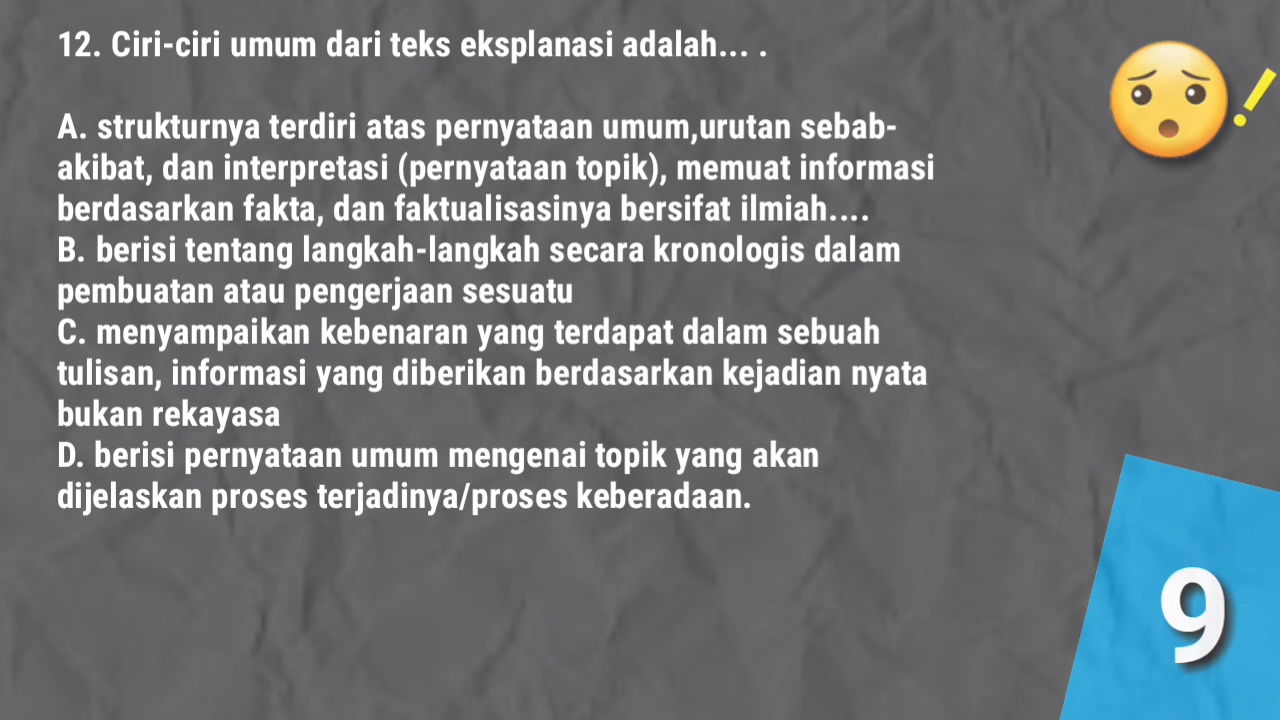 12. Ciri-ciri umum dari teks eksplanasi adalah... .
A. strukturnya terdiri atas pernyataan umum,urutan sebab-
akibat, dan interpretasi (pernyataan topik), memuat informasi
berdasarkan fakta, dan faktualisasinya bersifat ilmiah....
B. berisi tentang langkah-langkah secara kronologis dalam
pembuatan atau pengerjaan sesuatu
C. menyampaikan kebenaran yang terdapat dalam sebuah
tulisan, informasi yang diberikan berdasarkan kejadian nyata
bukan rekayasa
D. berisi pernyataan umum mengenai topik yang akan
dijelaskan proses terjadinya/proses keberadaan.
9